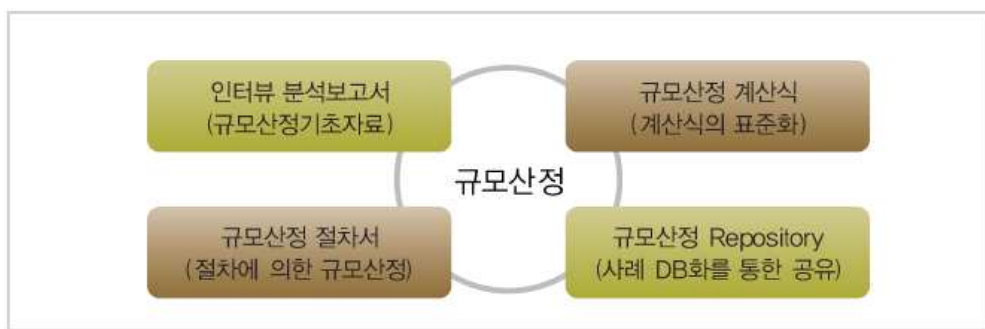 인터뷰 분석보고서
(규모산정기초자료)
규모산정 계산식
(계산식의 표준화)
규모산정
규모산정 절차서
(절차에 의한 규모산정)
규모산정 Repository
(사례 DB화를 통한 공유)